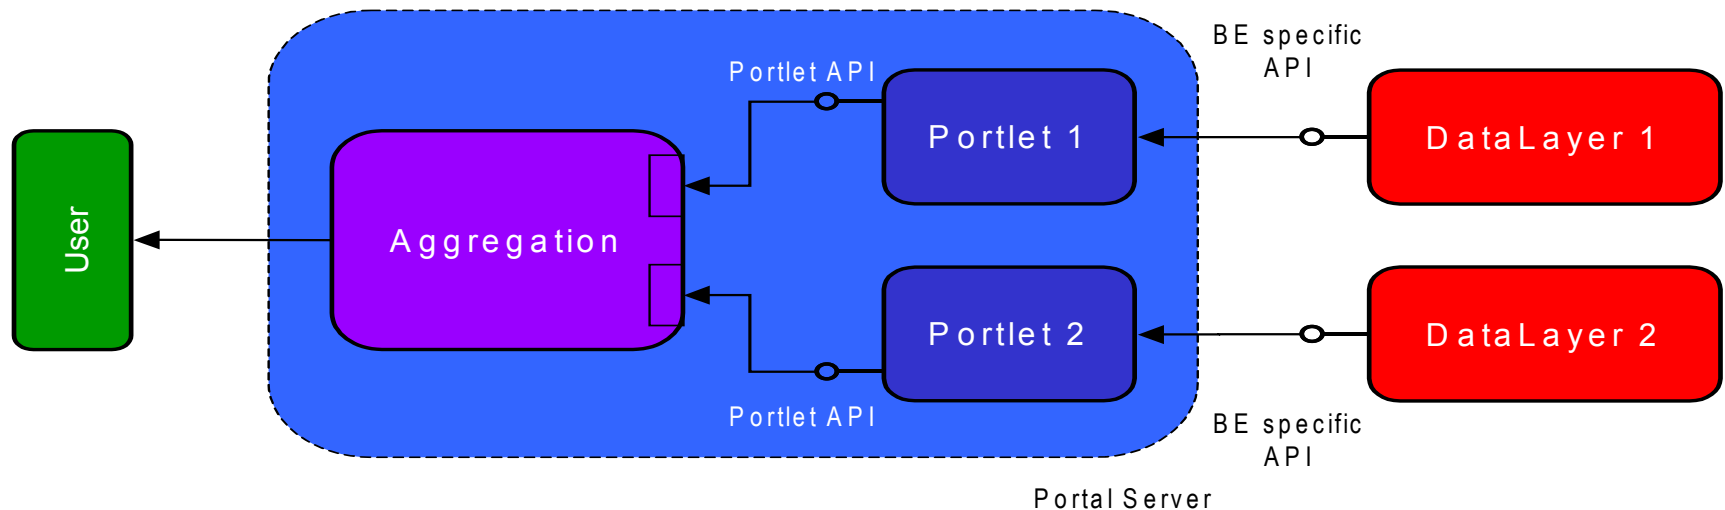 BE specific
API
Portlet API
Portlet 1
DataLayer 1
User
Aggregation
Portlet 2
DataLayer 2
Portlet API
BE specific
API
Portal Server